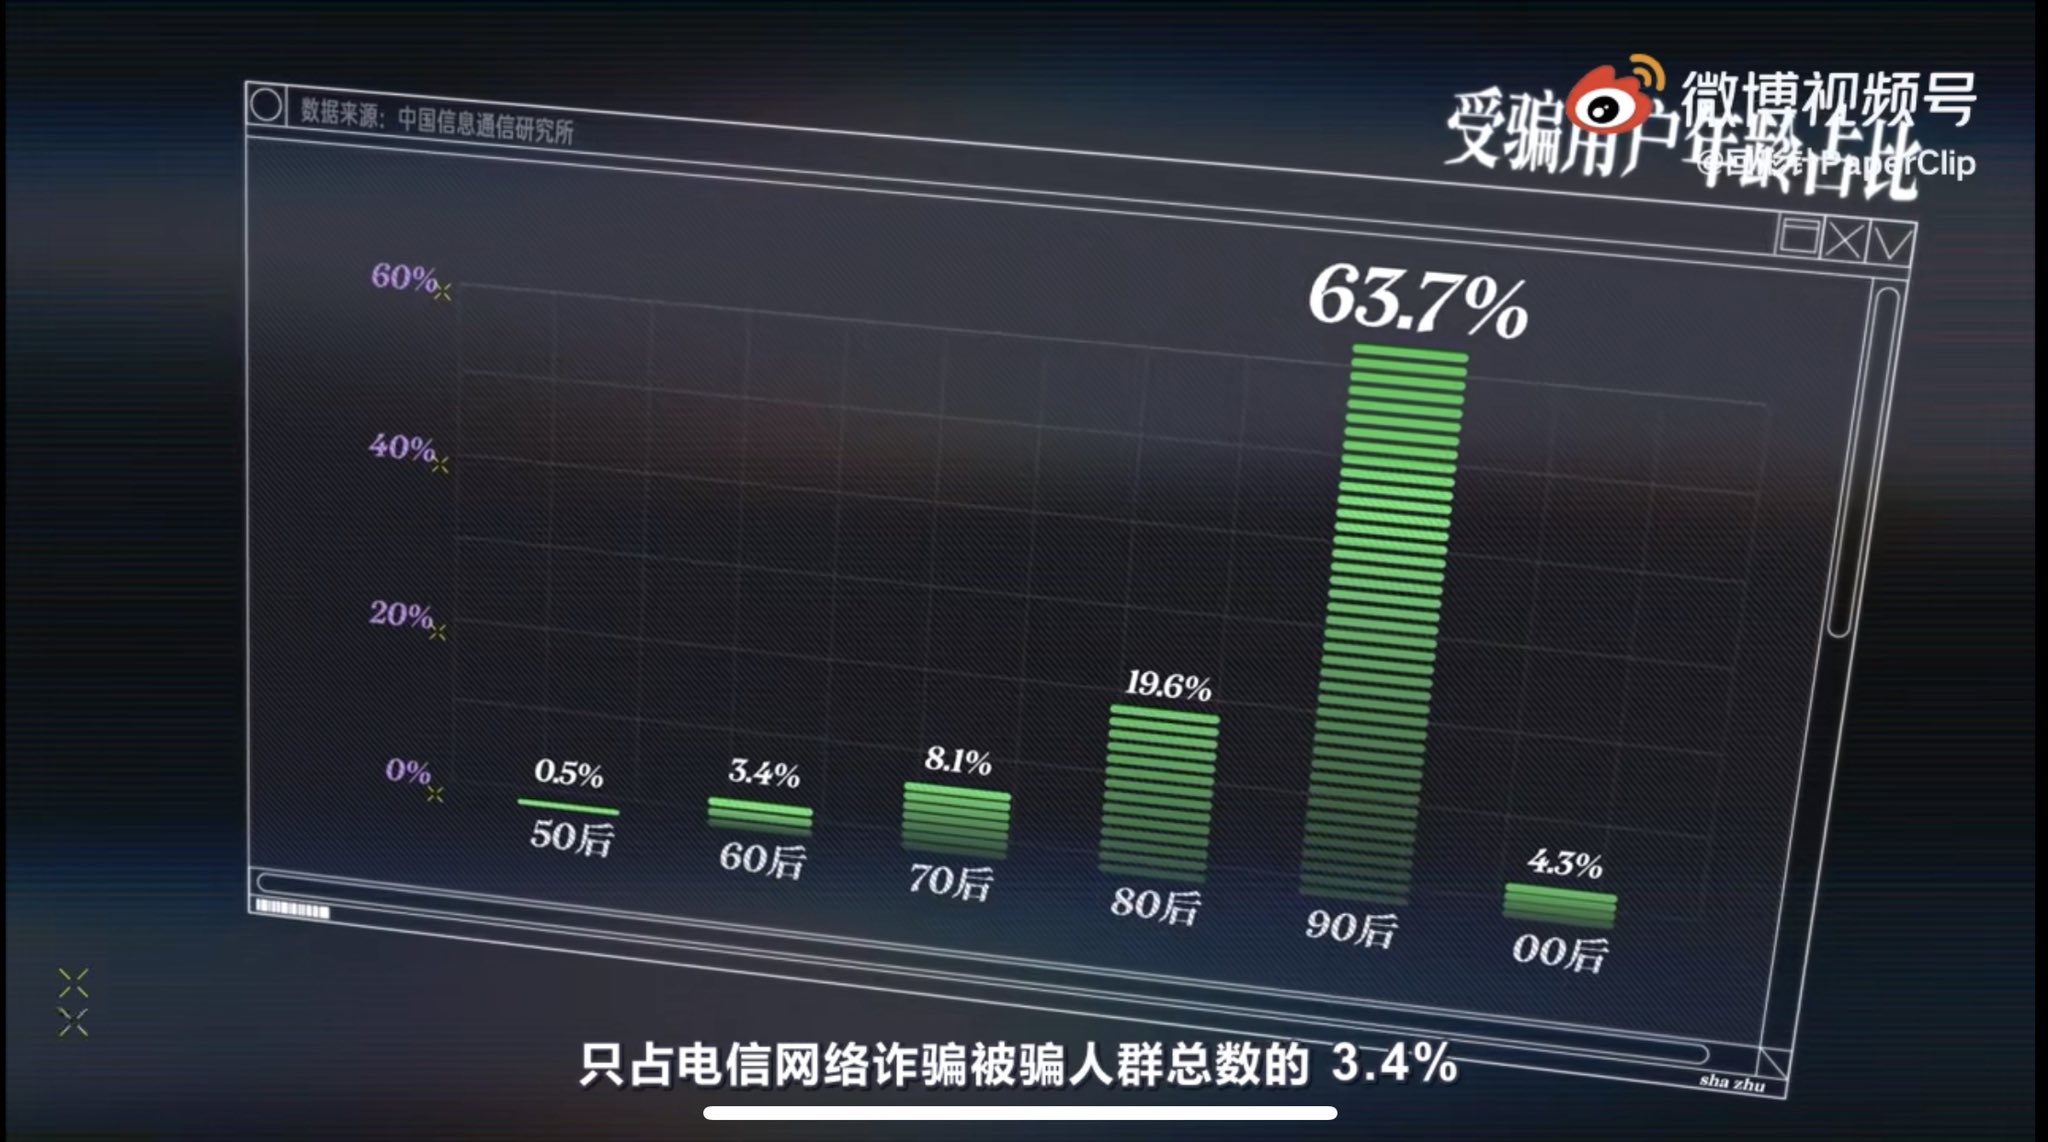 微博视频号
@回形针PaperClip
受骗用户年龄占比
数据来源：中国信息通信研究所
60%
40%
20%
0%
0.5%
3.4%
8.1%
19.6%
63.7%
4.3%
50后
60后
70后
80后
90后
00后
sha zhu
只占电信网络诈骗被骗人群总数的 3.4%